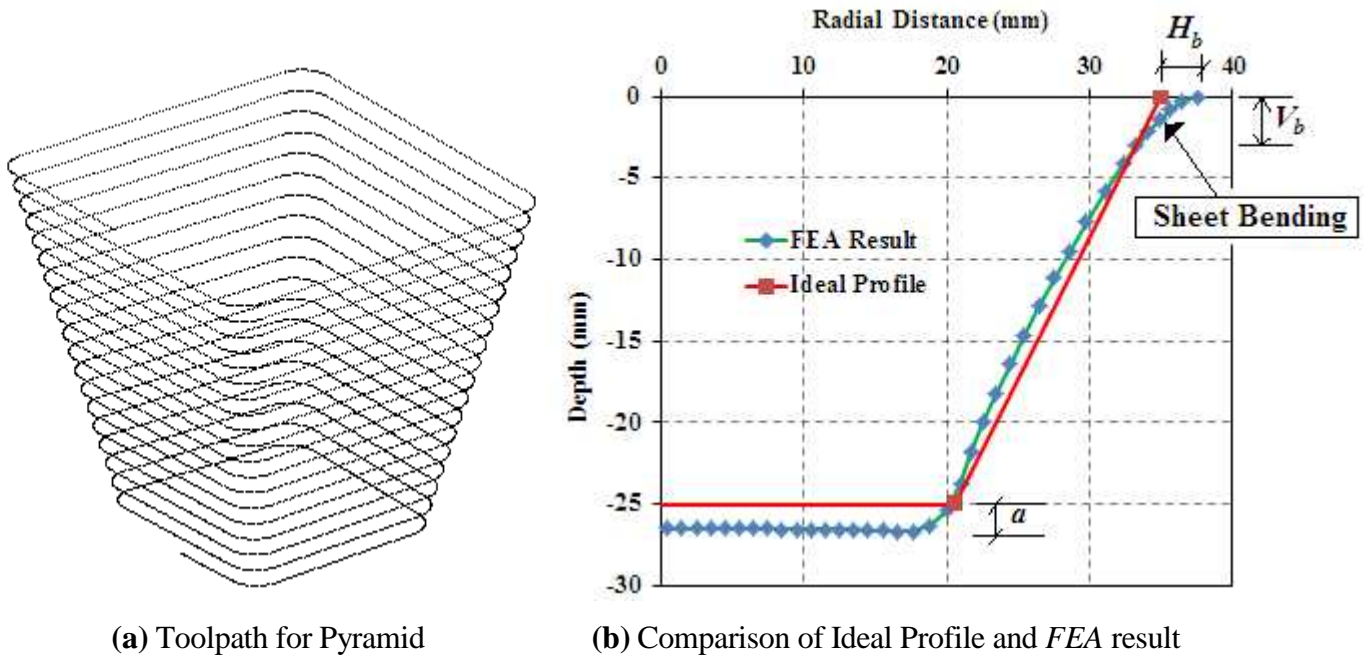 Radial Distance (mm)
H_b
0 10 20 30 40
0
V_b
-5
Sheet Bending
FEA Result
-10
Ideal Profile
Depth (mm)
-15
-20
-25
a
-30
(a) Toolpath for Pyramid
(b) Comparison of Ideal Profile and FEA result